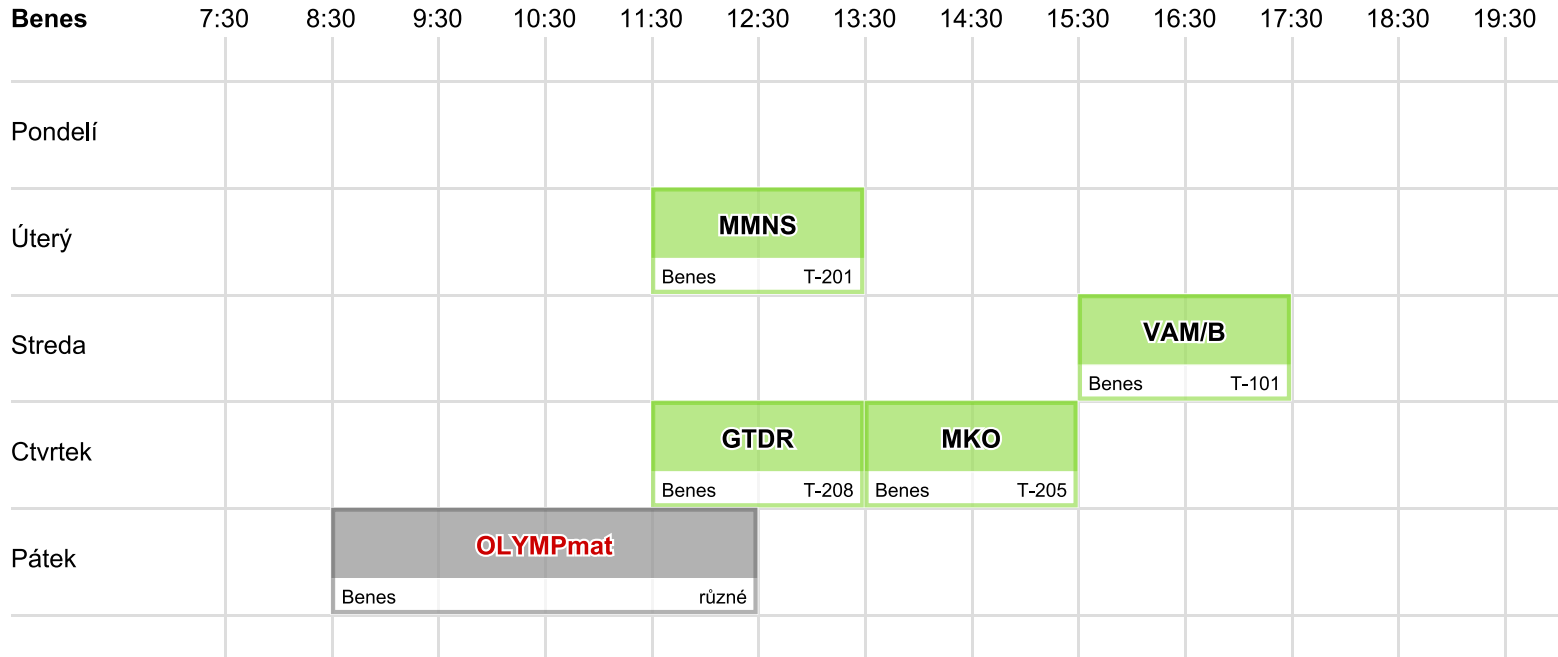 Benes 7:30 8:30 9:30 10:30 11:30 12:30 13:30 14:30 15:30 16:30 17:30 18:30 19:30
Pondelí
Úterý
MMNS
Benes T-201
Streda
VAM/B
Benes T-101
Ctvrtek
GTDR MKO
Benes T-208 Benes T-205
Pátek
OLYMPmat
Benes různé